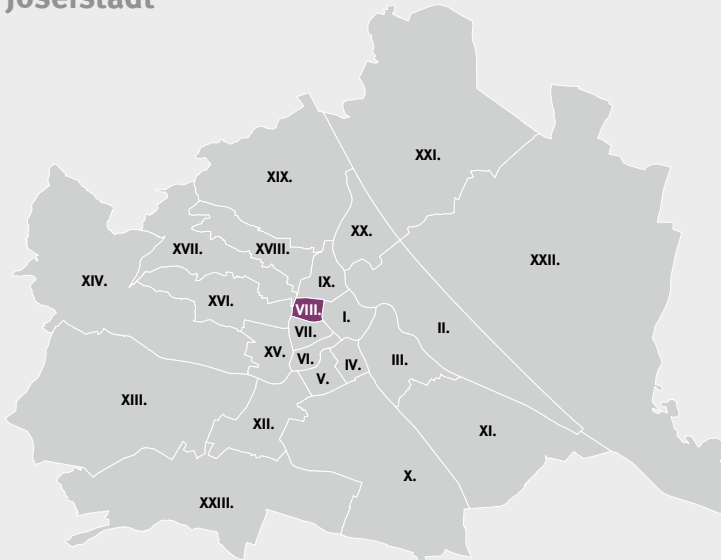 Josefstadt
XXI.
XIX.
XX.
XVII.
XVIII.
XXII.
XIV.
IX.
XVI.
VIII.
I.
II.
VII.
XV.
VI.
IV.
III.
V.
XIII.
XII.
XI.
X.
XXIII.